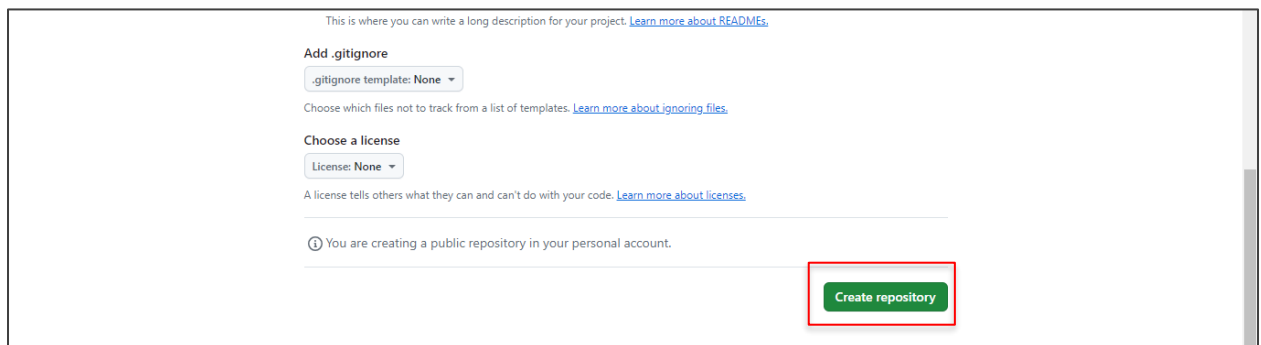 This is where you can write a long description for your project. Learn more about READMEs.
Add .gitignore
.gitignore template: None
Choose which files not to track from a list of templates. Learn more about ignoring files.
Choose a license
License: None
A license tells others what they can and can't do with your code. Learn more about licenses.
You are creating a public repository in your personal account.
Create repository